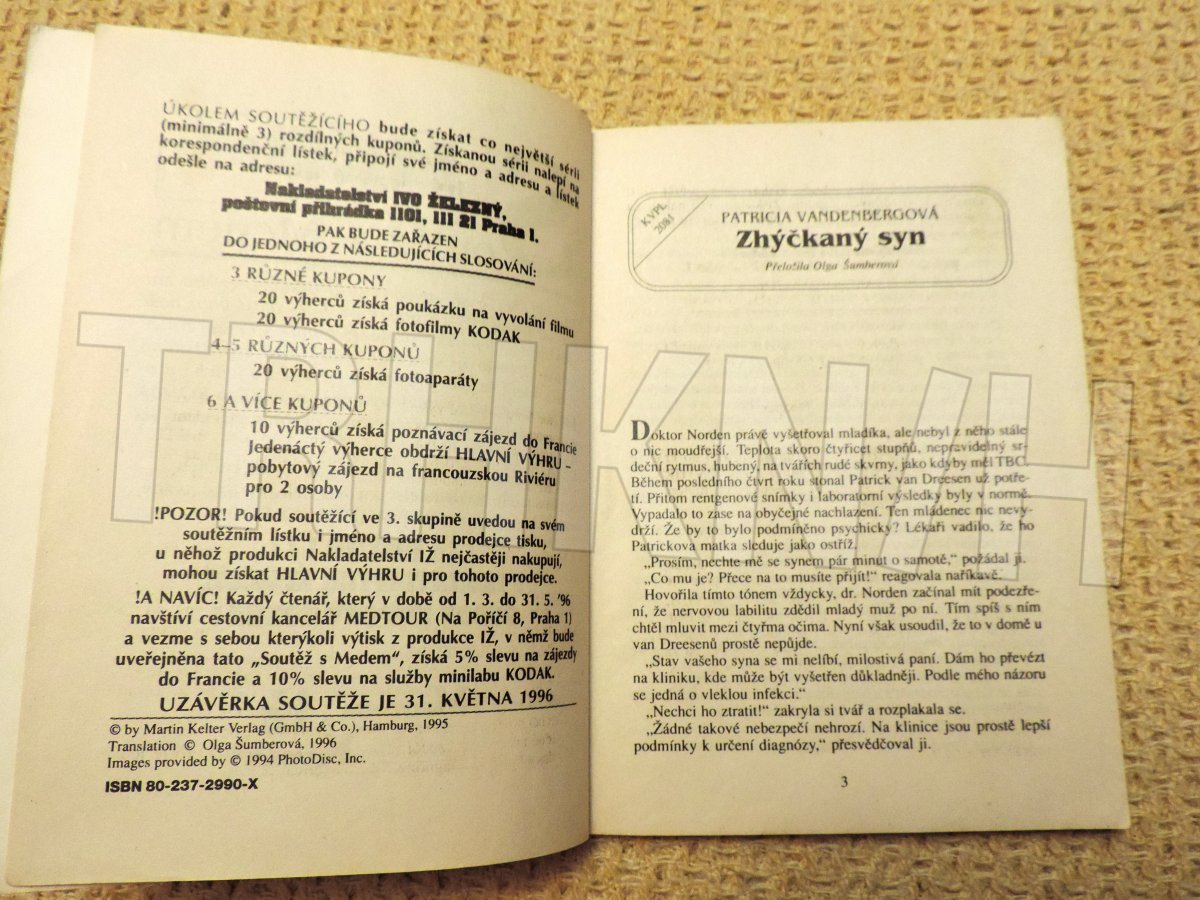 ÚKOLEM SOUTĚŽÍCÍHO bude získat co největší sérii
(minimálně 3) rozdílných kuponů. Získanou sérii nalepí na
korespondenční lístek, připojí své jméno a adresu a lístek
odešle na adresu:
Nakladatelství IVO ŽELEZNÝ,
poštovní přihrádka 1101, 111 21 Praha 1.
PAK BUDE ZAŘAZEN
DO JEDNOHO Z NÁSLEDUJÍCÍCH SLOSOVÁNÍ:
3 RŮZNÉ KUPONY
20 výherců získá poukázku na vyvolání filmu
20 výherců získá fotofilmy KODAK
4–5 RŮZNÝCH KUPONŮ
20 výherců získá fotoaparáty
6 A VÍCE KUPONŮ
10 výherců získá poznávací zájezd do Francie
Jedenáctý výherce obdrží HLAVNÍ VÝHRU –
pobytový zájezd na francouzskou Riviéru
pro 2 osoby
!POZOR! Pokud soutěžící ve 3. skupině uvedou na svém
soutěžním lístku i jméno a adresu prodejce tisku,
u něhož produkci Nakladatelství IŽ nejčastěji nakupují,
mohou získat HLAVNÍ VÝHRU i pro tohoto prodejce.
!A NAVÍC! Každý čtenář, který v době od 1. 3. do 31. 5. '96
navštíví cestovní kancelář MEDTOUR (Na Poříčí 8, Praha 1)
a vezme s sebou kterýkoli výtisk z produkce IŽ, v němž bude
uveřejněna tato „Soutěž s Medem“, získá 5% slevu na zájezdy
do Francie a 10% slevu na služby minilabu KODAK.
UZÁVĚRKA SOUTĚŽE JE 31. KVĚTNA 1996
© by Martin Kelter Verlag (GmbH & Co.), Hamburg, 1995
Translation © Olga Šumberová, 1996
Images provided by © 1994 PhotoDisc, Inc.
ISBN 80-237-2990-X
KVPL
2081
PATRICIA VANDENBERGOVÁ
Zhýčkaný syn
Přeložila Olga Šumberová
Doktor Norden právě vyšetřoval mladíka, ale nebyl z něho stále
o nic moudřejší. Teplota skoro čtyřicet stupňů, nepravidelný sr-
deční rytmus, hubený, na tvářích rudé skvrny, jako kdyby měl TBC.
Během posledního čtvrt roku stonal Patrick van Dreesen už potře-
tí. Přitom rentgenové snímky i laboratorní výsledky byly v normě.
Vypadalo to zase na obyčejné nachlazení. Ten mládenec nic nevy-
drží. Že by to bylo podmíněno psychicky? Lékaři vadilo, že ho
Patrickova matka sleduje jako ostříž.
„Prosím, nechte mě se synem pár minut o samotě,“ požádal ji.
„Co mu je? Přece na to musíte přijít!“ reagovala naříkavě.
Hovořila tímto tónem vždycky, dr. Norden začínal mít podezře-
ní, že nervovou labilitu zdědil mladý muž po ní. Tím spíš s ním
chtěl mluvit mezi čtyřma očima. Nyní však usoudil, že to v domě u
van Dreesenů prostě nepůjde.
„Stav vašeho syna se mi nelíbí, milostivá paní. Dám ho převézt
na kliniku, kde může být vyšetřen důkladněji. Podle mého názoru
se jedná o vleklou infekci.“
„Nechci ho ztratit!“ zakryla si tvář a rozplakala se.
„Žádné takové nebezpečí nehrozí. Na klinice jsou prostě lepší
podmínky k určení diagnózy,“ přesvědčoval ji.
3